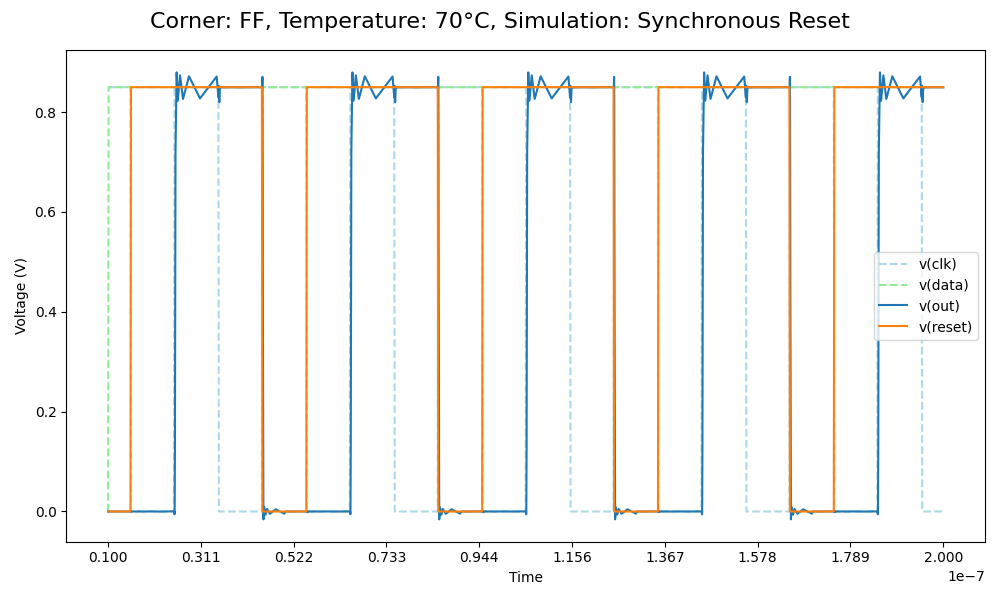 Corner: FF, Temperature: 70°C, Simulation: Synchronous Reset
Voltage (V)
0.8
0.6
0.4
0.2
0.0
v(clk)
v(data)
v(out)
v(reset)
0.100 0.311 0.522 0.733 0.944 1.156 1.367 1.578 1.789 2.000
Time
1e−7